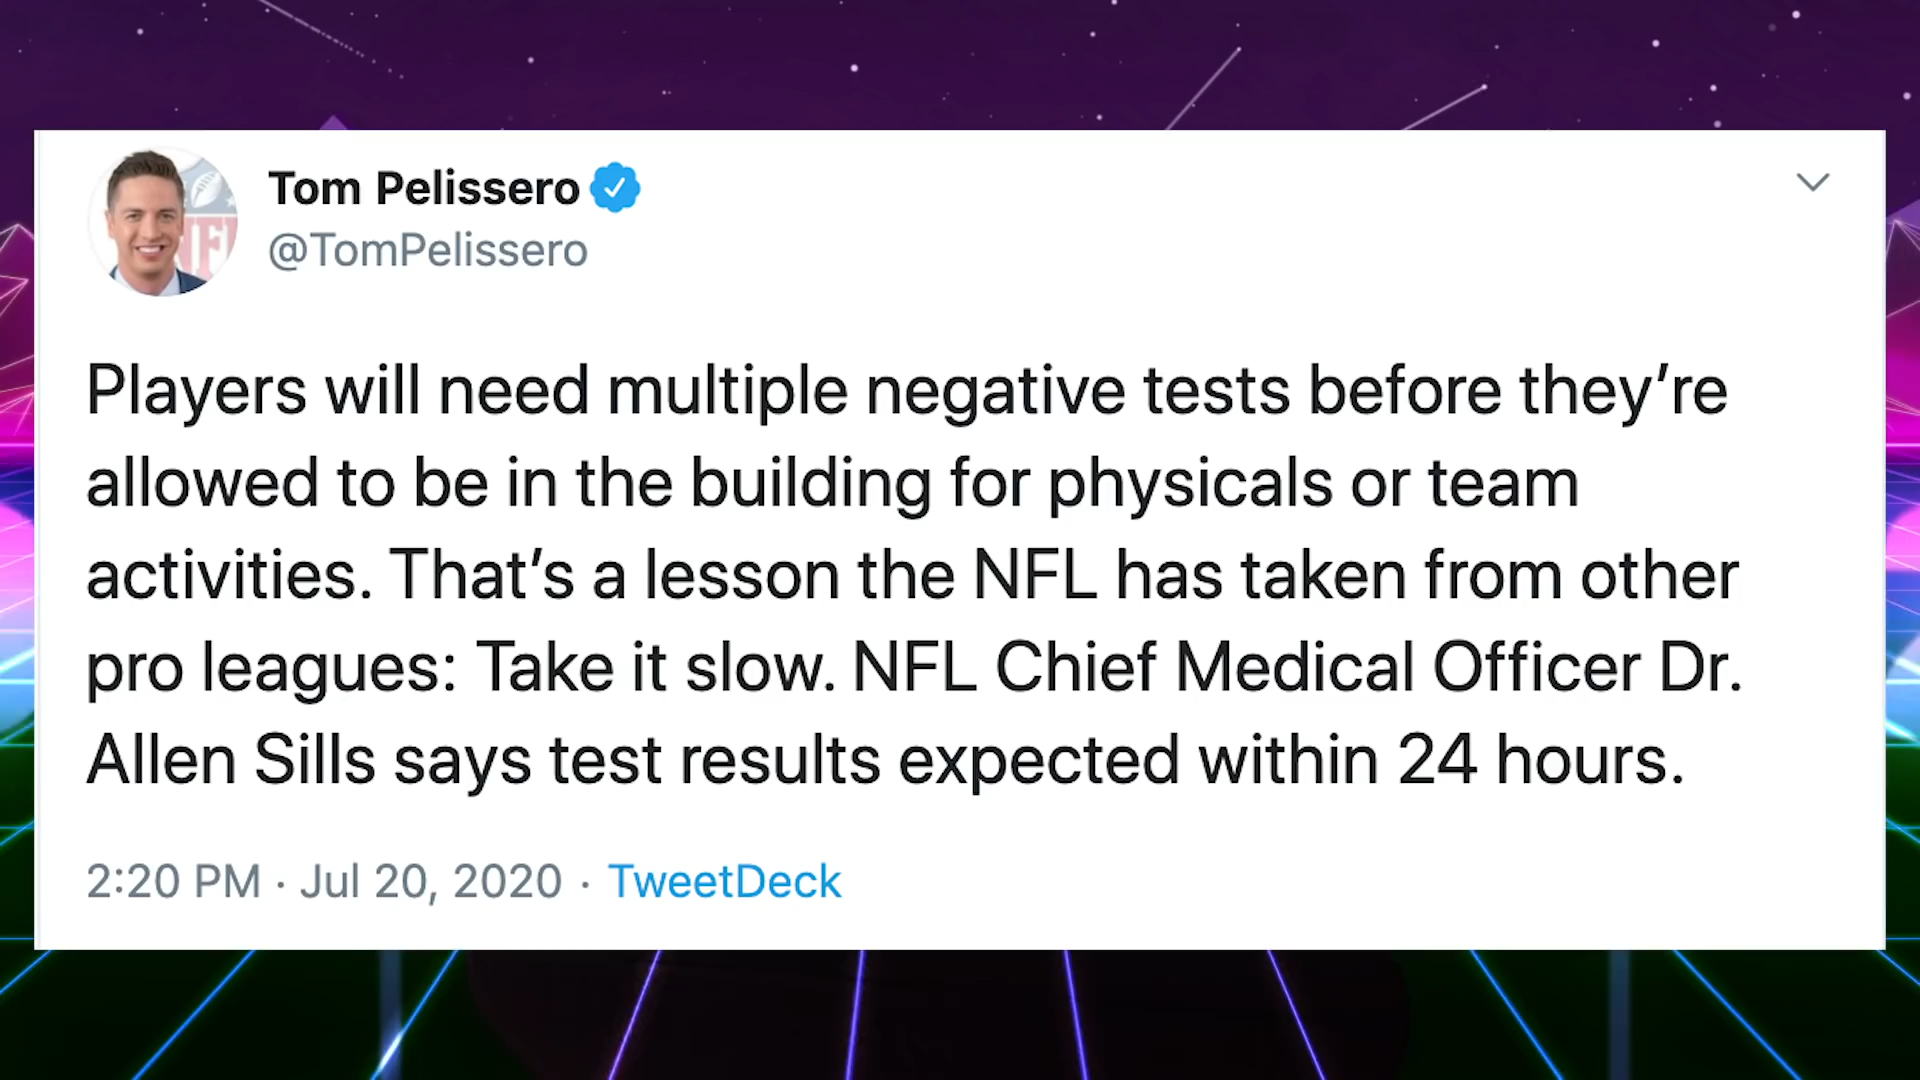 Tom Pelissero
@TomPelissero
Players will need multiple negative tests before they’re
allowed to be in the building for physicals or team
activities. That’s a lesson the NFL has taken from other
pro leagues: Take it slow. NFL Chief Medical Officer Dr.
Allen Sills says test results expected within 24 hours.
2:20 PM · Jul 20, 2020 · TweetDeck